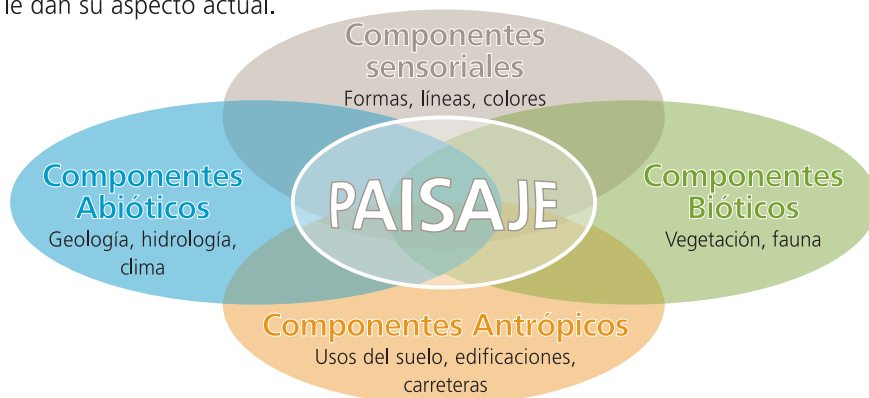 le dan su aspecto actual.
Componentes
sensoriales
Formas, líneas, colores
Componentes
Abióticos
Geología, hidrología,
clima
PAISAJE
Componentes
Bióticos
Vegetación, fauna
Componentes Antrópicos
Usos del suelo, edificaciones,
carreteras